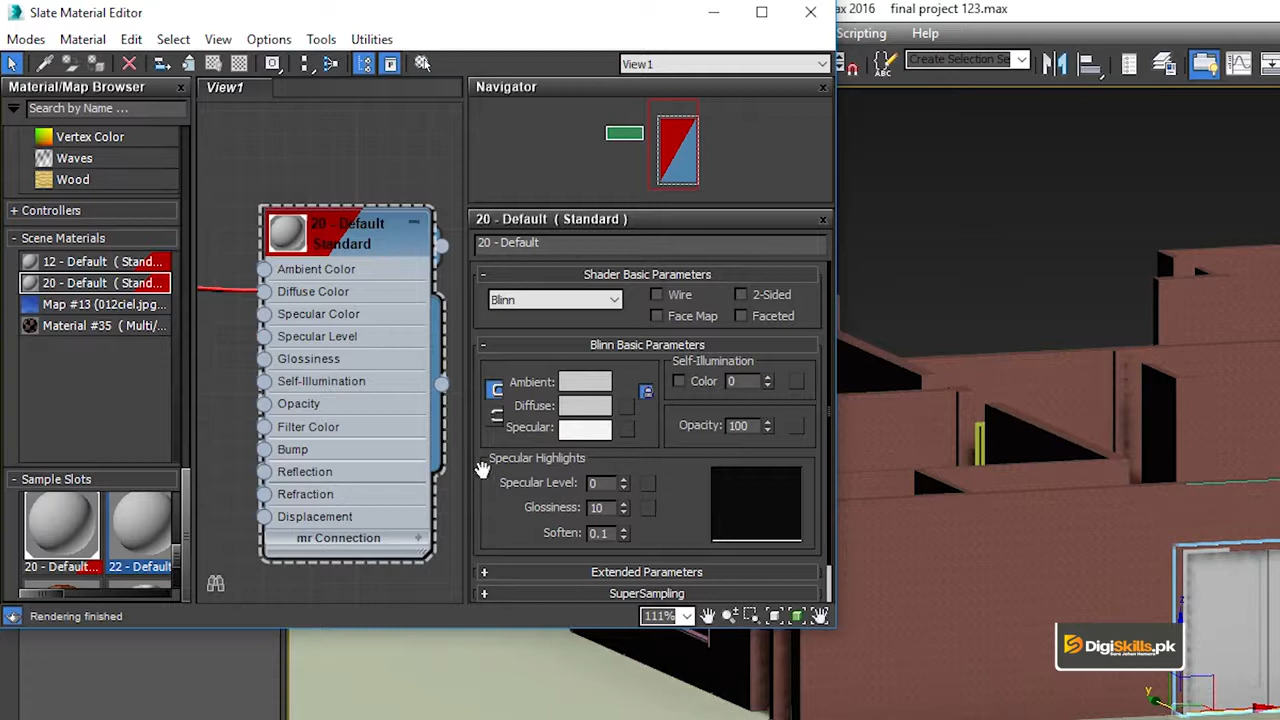 Slate Material Editor
ax 2016 final project 123.max
Modes Material Edit Select View Options Tools Utilities
Scripting Help
View1
ABC
Create Selection Se
Material/Map Browser
View1
Navigator
Search by Name ...
Vertex Color
Waves
Wood
+ Controllers
- Scene Materials
12 - Default ( Stand...
20 - Default ( Stand...
Map #13 (012ciel.jpg...
Material #35 ( Multi/...
- Sample Slots
20 - Default...
22 - Default
20 - Default
Standard
Ambient Color
Diffuse Color
Specular Color
Specular Level
Glossiness
Self-Illumination
Opacity
Filter Color
Bump
Reflection
Refraction
Displacement
mr Connection +
20 - Default ( Standard )
20 - Default
- Shader Basic Parameters
Blinn
Wire 2-Sided
Face Map Faceted
- Blinn Basic Parameters
Self-Illumination
Ambient:
Color 0
Diffuse:
Specular:
Opacity: 100
Specular Highlights
Specular Level: 0
Glossiness: 10
Soften: 0.1
+ Extended Parameters
+ SuperSampling
Rendering finished
111%
z
y
DigiSkills.pk